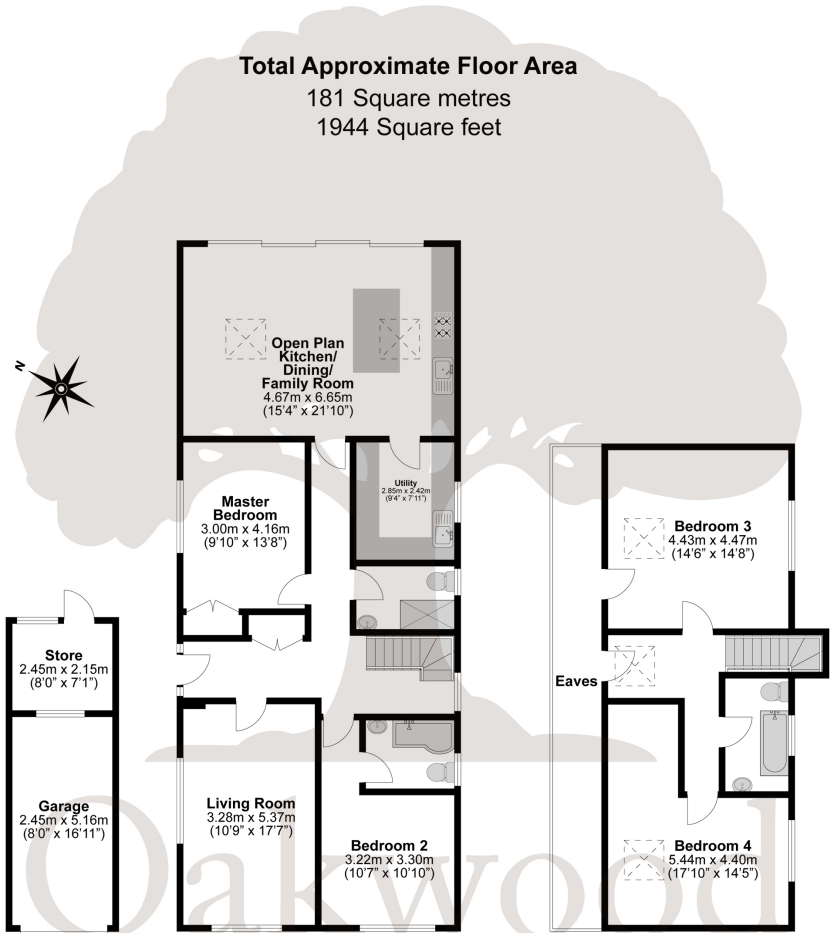 Total Approximate Floor Area
181 Square metres
1944 Square feet
N
Open Plan
Kitchen/
Dining/
Family Room
4.67m x 6.65m
(15'4" x 21'10")
Utility
2.85m x 2.42m
(9'4" x 7'11")
Master
Bedroom
3.00m x 4.16m
(9'10" x 13'8")
Bedroom 3
4.43m x 4.47m
(14'6" x 14'8")
Store
2.45m x 2.15m
(8'0" x 7'1")
Eaves
Garage
2.45m x 5.16m
(8'0" x 16'11")
Living Room
3.28m x 5.37m
(10'9" x 17'7")
Bedroom 2
3.22m x 3.30m
(10'7" x 10'10")
Bedroom 4
5.44m x 4.40m
(17'10" x 14'5")
Oakwood